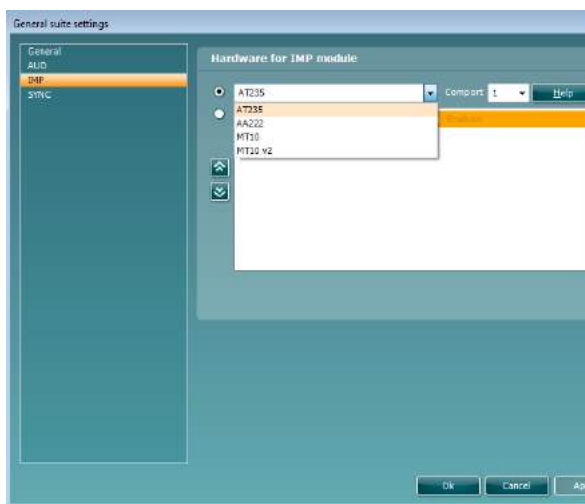 General suite settings
General
AUD
IMP
SYNC
Hardware for IMP module
AT235
Comport 1
Help
AT235
AA222
MT10
MT10 v2
Ok
Cancel
Ap